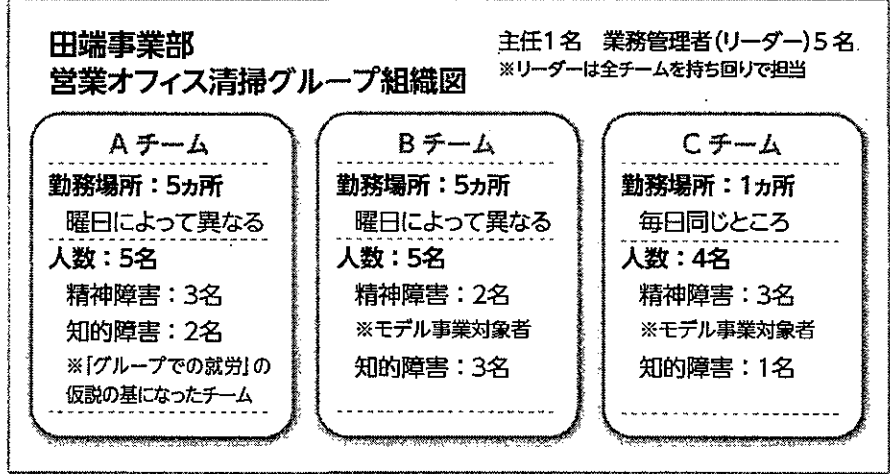 田端事業部
営業オフィス清掃グループ組織図
主任1名 業務管理者(リーダー)5名
※リーダーは全チームを持ち回りで担当
Aチーム
勤務場所：5ヵ所
曜日によって異なる
人数：5名
精神障害：3名
知的障害：2名
※「グループでの就労」の
仮説の基になったチーム
Bチーム
勤務場所：5ヵ所
曜日によって異なる
人数：5名
精神障害：2名
※モデル事業対象者
知的障害：3名
Cチーム
勤務場所：1ヵ所
毎日同じところ
人数：4名
精神障害：3名
※モデル事業対象者
知的障害：1名